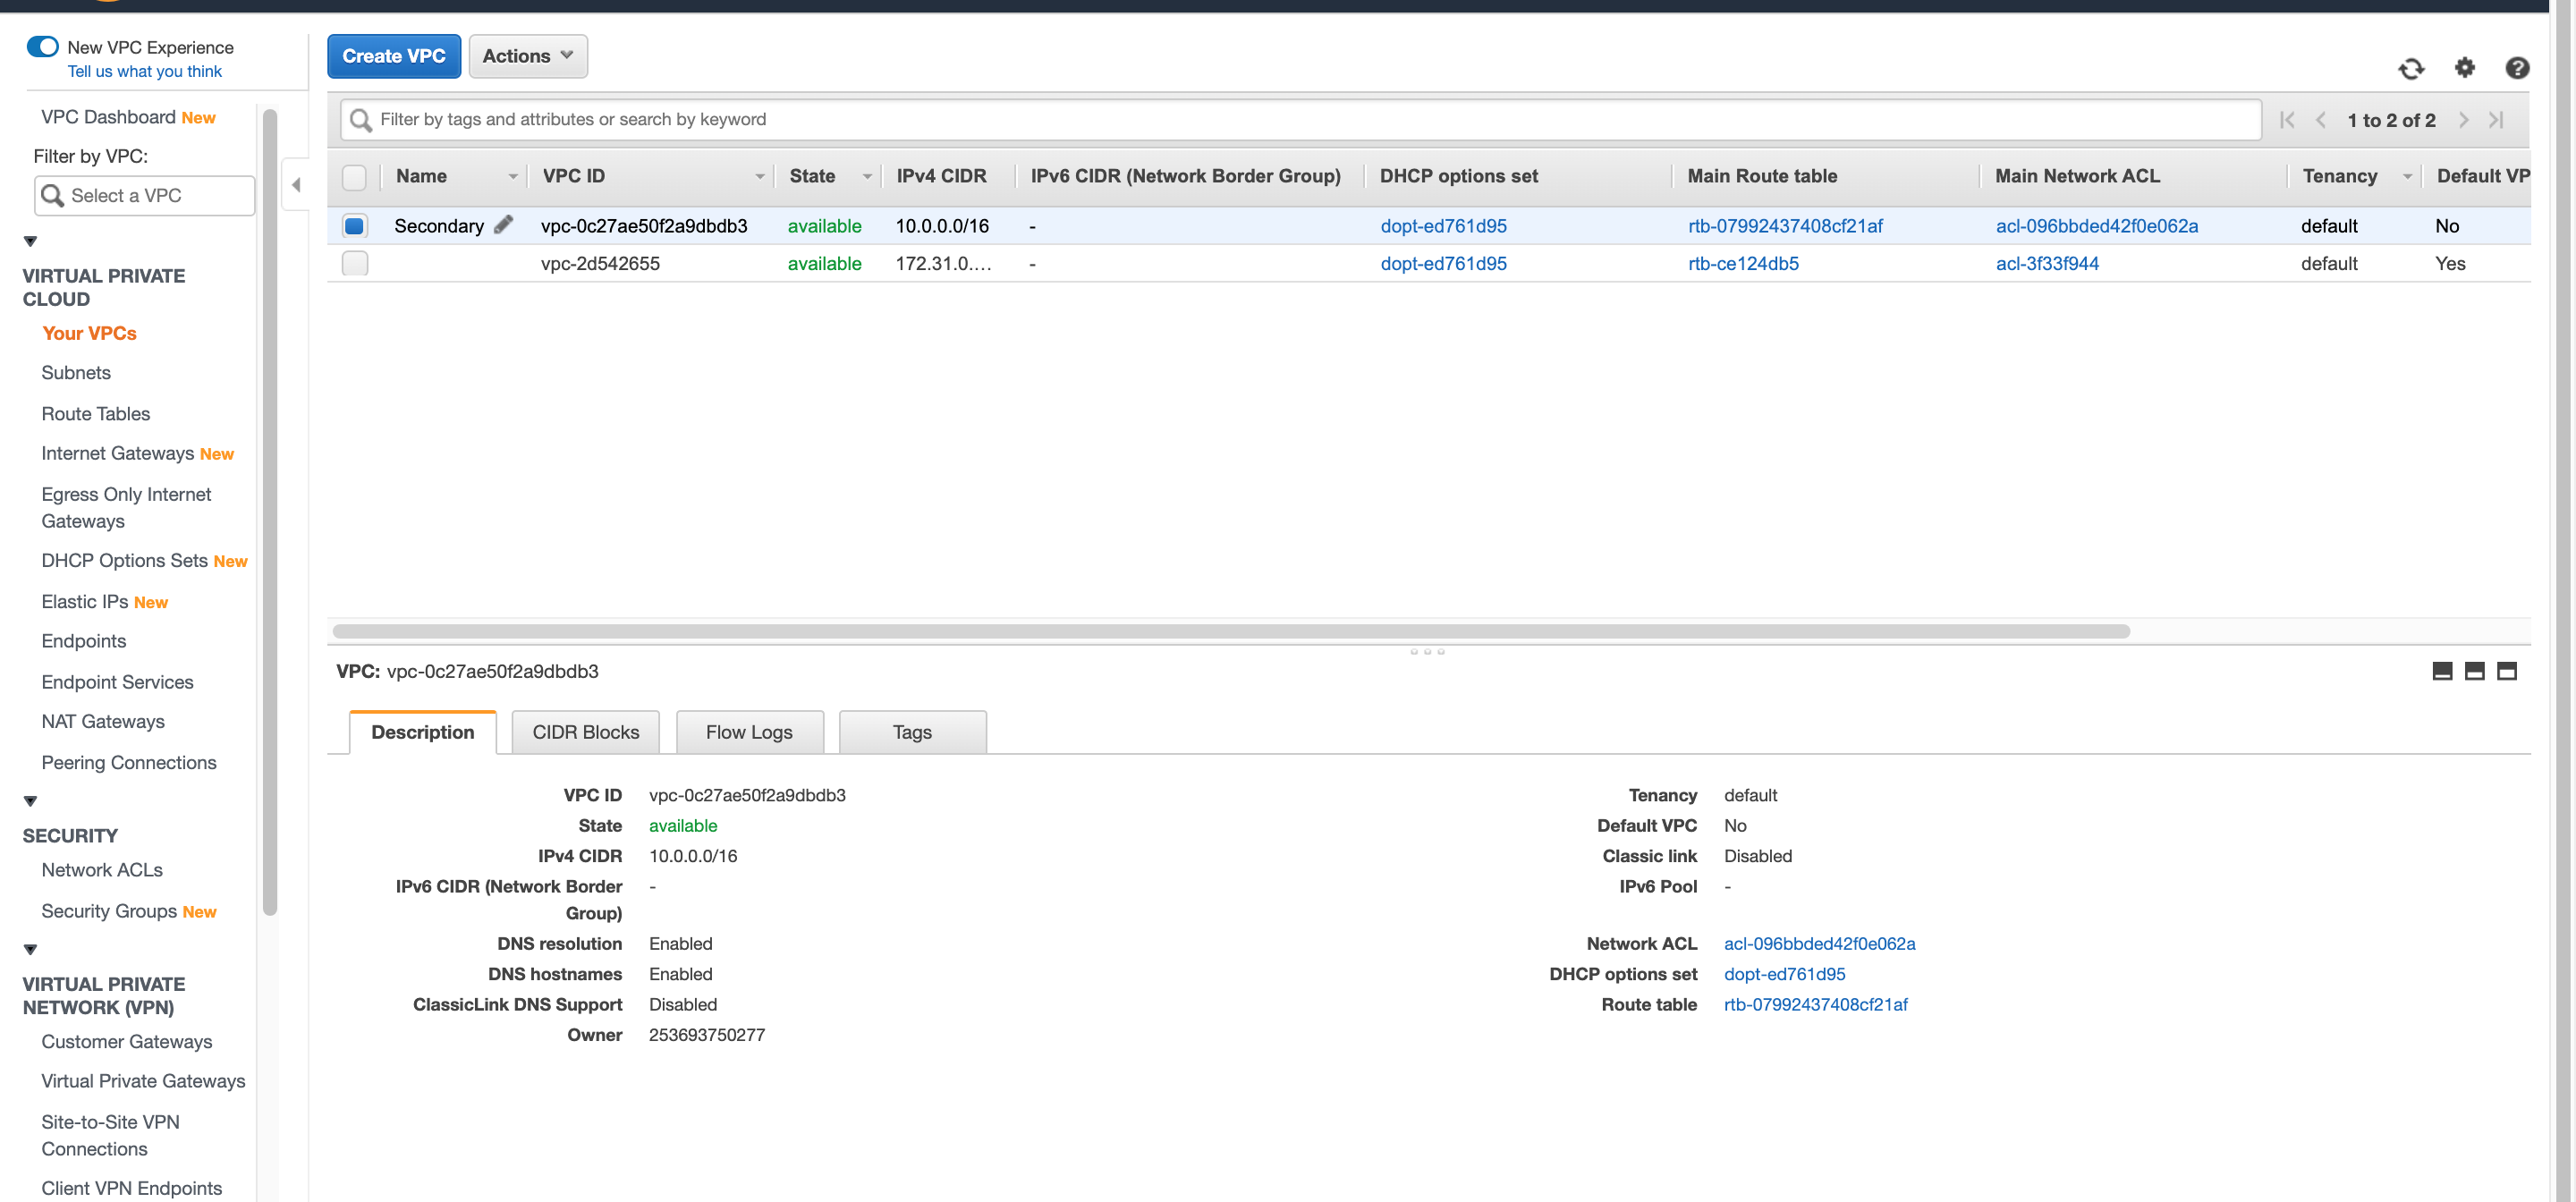 New VPC Experience
Tell us what you think
VPC Dashboard New
Filter by VPC:
Select a VPC
VIRTUAL PRIVATE
CLOUD
Your VPCs
Subnets
Route Tables
Internet Gateways New
Egress Only Internet
Gateways
DHCP Options Sets New
Elastic IPs New
Endpoints
Endpoint Services
NAT Gateways
Peering Connections
SECURITY
Network ACLs
Security Groups New
VIRTUAL PRIVATE
NETWORK (VPN)
Customer Gateways
Virtual Private Gateways
Site-to-Site VPN
Connections
Client VPN Endpoints
Create VPC Actions
Filter by tags and attributes or search by keyword 1 to 2 of 2
Name VPC ID State IPv4 CIDR IPv6 CIDR (Network Border Group) DHCP options set Main Route table Main Network ACL Tenancy Default VP
Secondary vpc-0c27ae50f2a9dbdb3 available 10.0.0.0/16 - dopt-ed761d95 rtb-07992437408cf21af acl-096bbded42f0e062a default No
vpc-2d542655 available 172.31.0.... - dopt-ed761d95 rtb-ce124db5 acl-3f33f944 default Yes
VPC: vpc-0c27ae50f2a9dbdb3
Description CIDR Blocks Flow Logs Tags
VPC ID vpc-0c27ae50f2a9dbdb3
State available
IPv4 CIDR 10.0.0.0/16
IPv6 CIDR (Network Border -
Group)
DNS resolution Enabled
DNS hostnames Enabled
ClassicLink DNS Support Disabled
Owner 253693750277
Tenancy default
Default VPC No
Classic link Disabled
IPv6 Pool -
Network ACL acl-096bbded42f0e062a
DHCP options set dopt-ed761d95
Route table rtb-07992437408cf21af